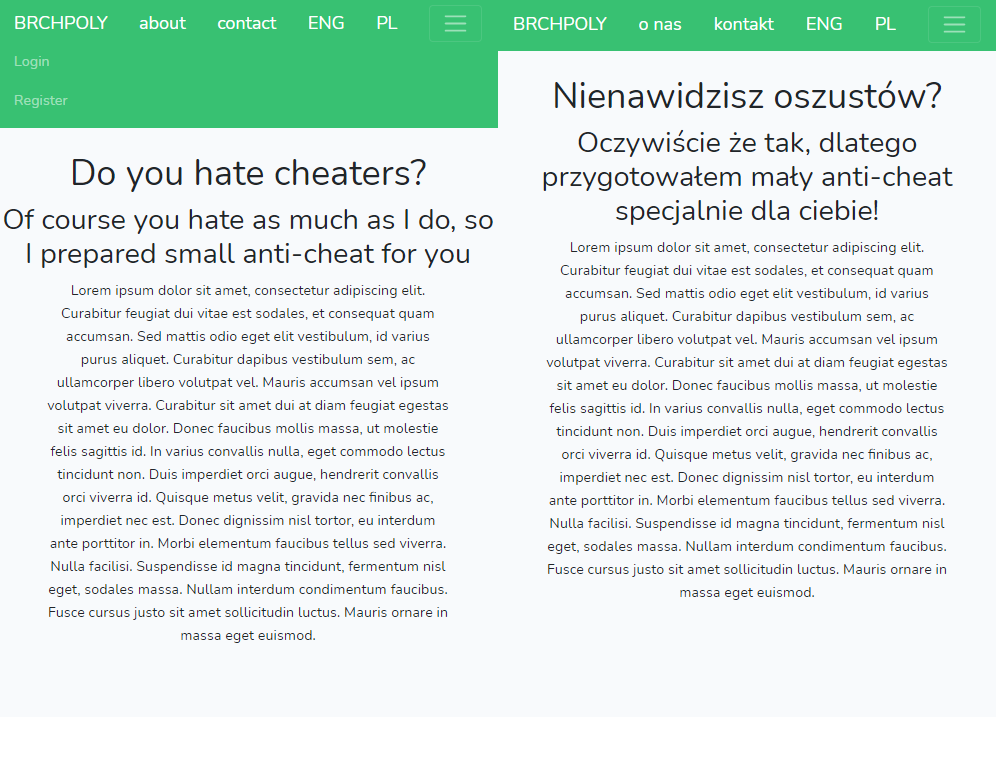 BRCHPOLY about contact ENG PL
Login
Register
Do you hate cheaters?
Of course you hate as much as I do, so
I prepared small anti-cheat for you
Lorem ipsum dolor sit amet, consectetur adipiscing elit.
Curabitur feugiat dui vitae est sodales, et consequat quam
accumsan. Sed mattis odio eget elit vestibulum, id varius
purus aliquet. Curabitur dapibus vestibulum sem, ac
ullamcorper libero volutpat vel. Mauris accumsan vel ipsum
volutpat viverra. Curabitur sit amet dui at diam feugiat egestas
sit amet eu dolor. Donec faucibus mollis massa, ut molestie
felis sagittis id. In varius convallis nulla, eget commodo lectus
tincidunt non. Duis imperdiet orci augue, hendrerit convallis
orci viverra id. Quisque metus velit, gravida nec finibus ac,
imperdiet nec est. Donec dignissim nisl tortor, eu interdum
ante porttitor in. Morbi elementum faucibus tellus sed viverra.
Nulla facilisi. Suspendisse id magna tincidunt, fermentum nisl
eget, sodales massa. Nullam interdum condimentum faucibus.
Fusce cursus justo sit amet sollicitudin luctus. Mauris ornare in
massa eget euismod.
BRCHPOLY o nas kontakt ENG PL
Nienawidzisz oszustów?
Oczywiście że tak, dlatego
przygotowałem mały anti-cheat
specjalnie dla ciebie!
Lorem ipsum dolor sit amet, consectetur adipiscing elit.
Curabitur feugiat dui vitae est sodales, et consequat quam
accumsan. Sed mattis odio eget elit vestibulum, id varius
purus aliquet. Curabitur dapibus vestibulum sem, ac
ullamcorper libero volutpat vel. Mauris accumsan vel ipsum
volutpat viverra. Curabitur sit amet dui at diam feugiat egestas
sit amet eu dolor. Donec faucibus mollis massa, ut molestie
felis sagittis id. In varius convallis nulla, eget commodo lectus
tincidunt non. Duis imperdiet orci augue, hendrerit convallis
orci viverra id. Quisque metus velit, gravida nec finibus ac,
imperdiet nec est. Donec dignissim nisl tortor, eu interdum
ante porttitor in. Morbi elementum faucibus tellus sed viverra.
Nulla facilisi. Suspendisse id magna tincidunt, fermentum nisl
eget, sodales massa. Nullam interdum condimentum faucibus.
Fusce cursus justo sit amet sollicitudin luctus. Mauris ornare in
massa eget euismod.